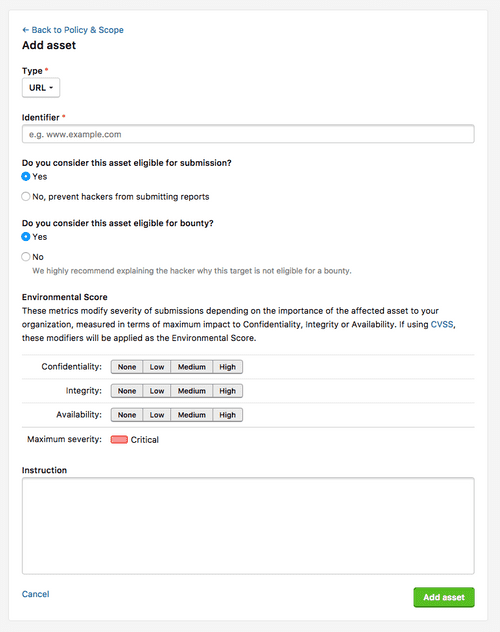 ← Back to Policy & Scope
Add asset
Type *
URL
Identifier *
e.g. www.example.com
Do you consider this asset eligible for submission?
Yes
No, prevent hackers from submitting reports
Do you consider this asset eligible for bounty?
Yes
No
We highly recommend explaining the hacker why this target is not eligible for a bounty.
Environmental Score
These metrics modify severity of submissions depending on the importance of the affected asset to your
organization, measured in terms of maximum impact to Confidentiality, Integrity or Availability. If using CVSS,
these modifiers will be applied as the Environmental Score.
Confidentiality: None Low Medium High
Integrity: None Low Medium High
Availability: None Low Medium High
Maximum severity: Critical
Instruction
Cancel Add asset